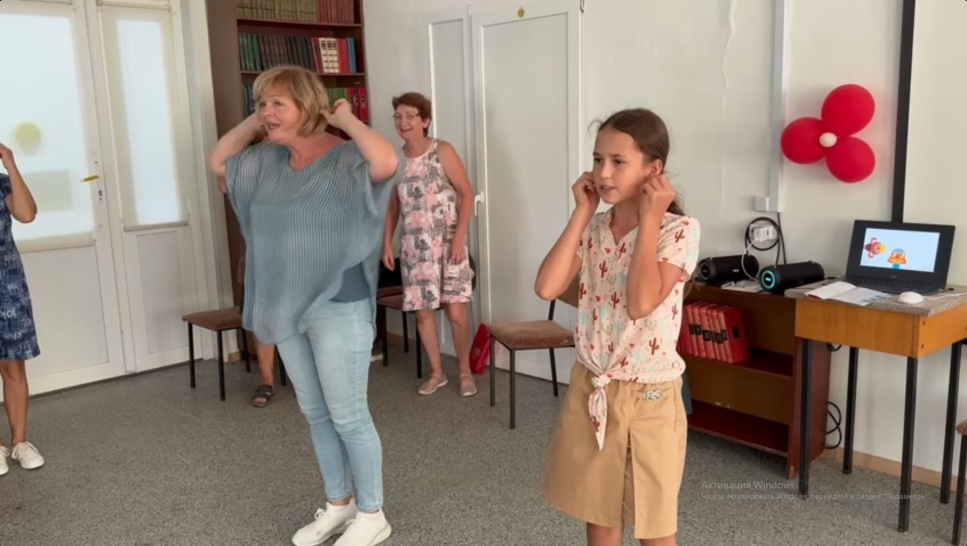 Активация Windows
Чтобы активировать Windows, перейдите в раздел "Параметры".